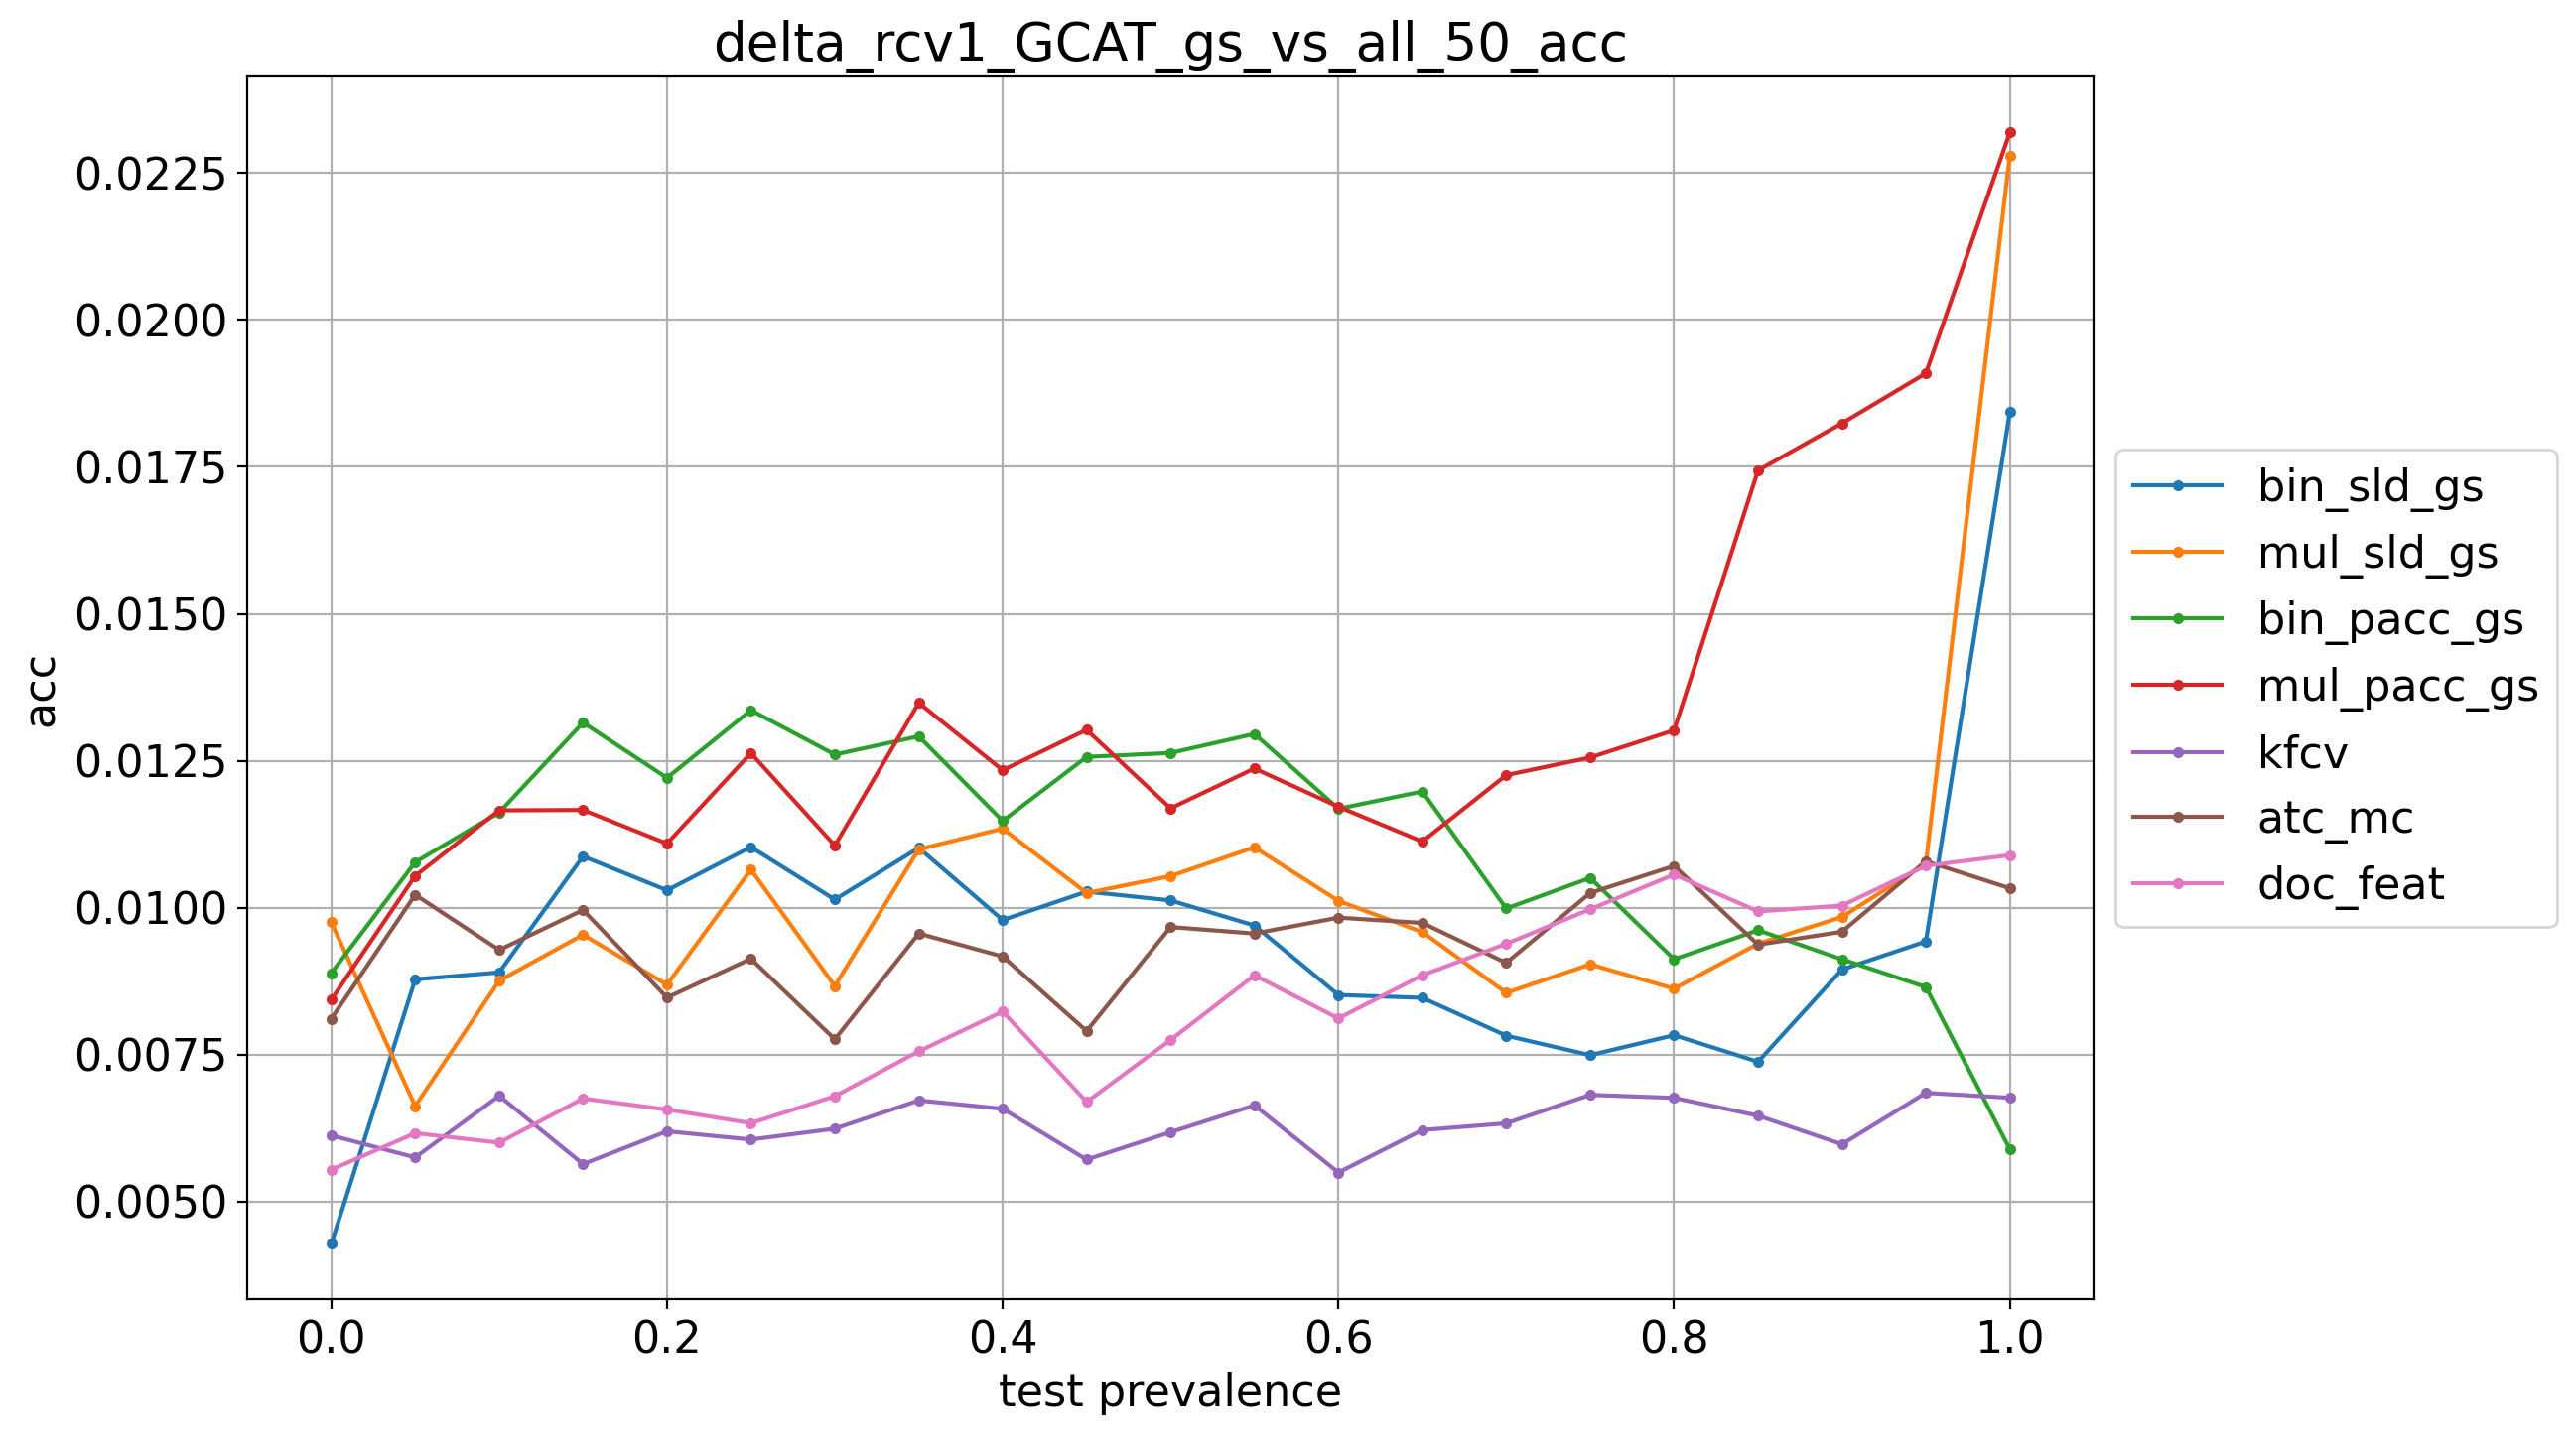 delta_rcv1_GCAT_gs_vs_all_50_acc
0.0225
0.0200
0.0175
0.0150
0.0125
0.0100
0.0075
0.0050
acc
0.0 0.2 0.4 0.6 0.8 1.0
test prevalence
bin_sld_gs
mul_sld_gs
bin_pacc_gs
mul_pacc_gs
kfcv
atc_mc
doc_feat